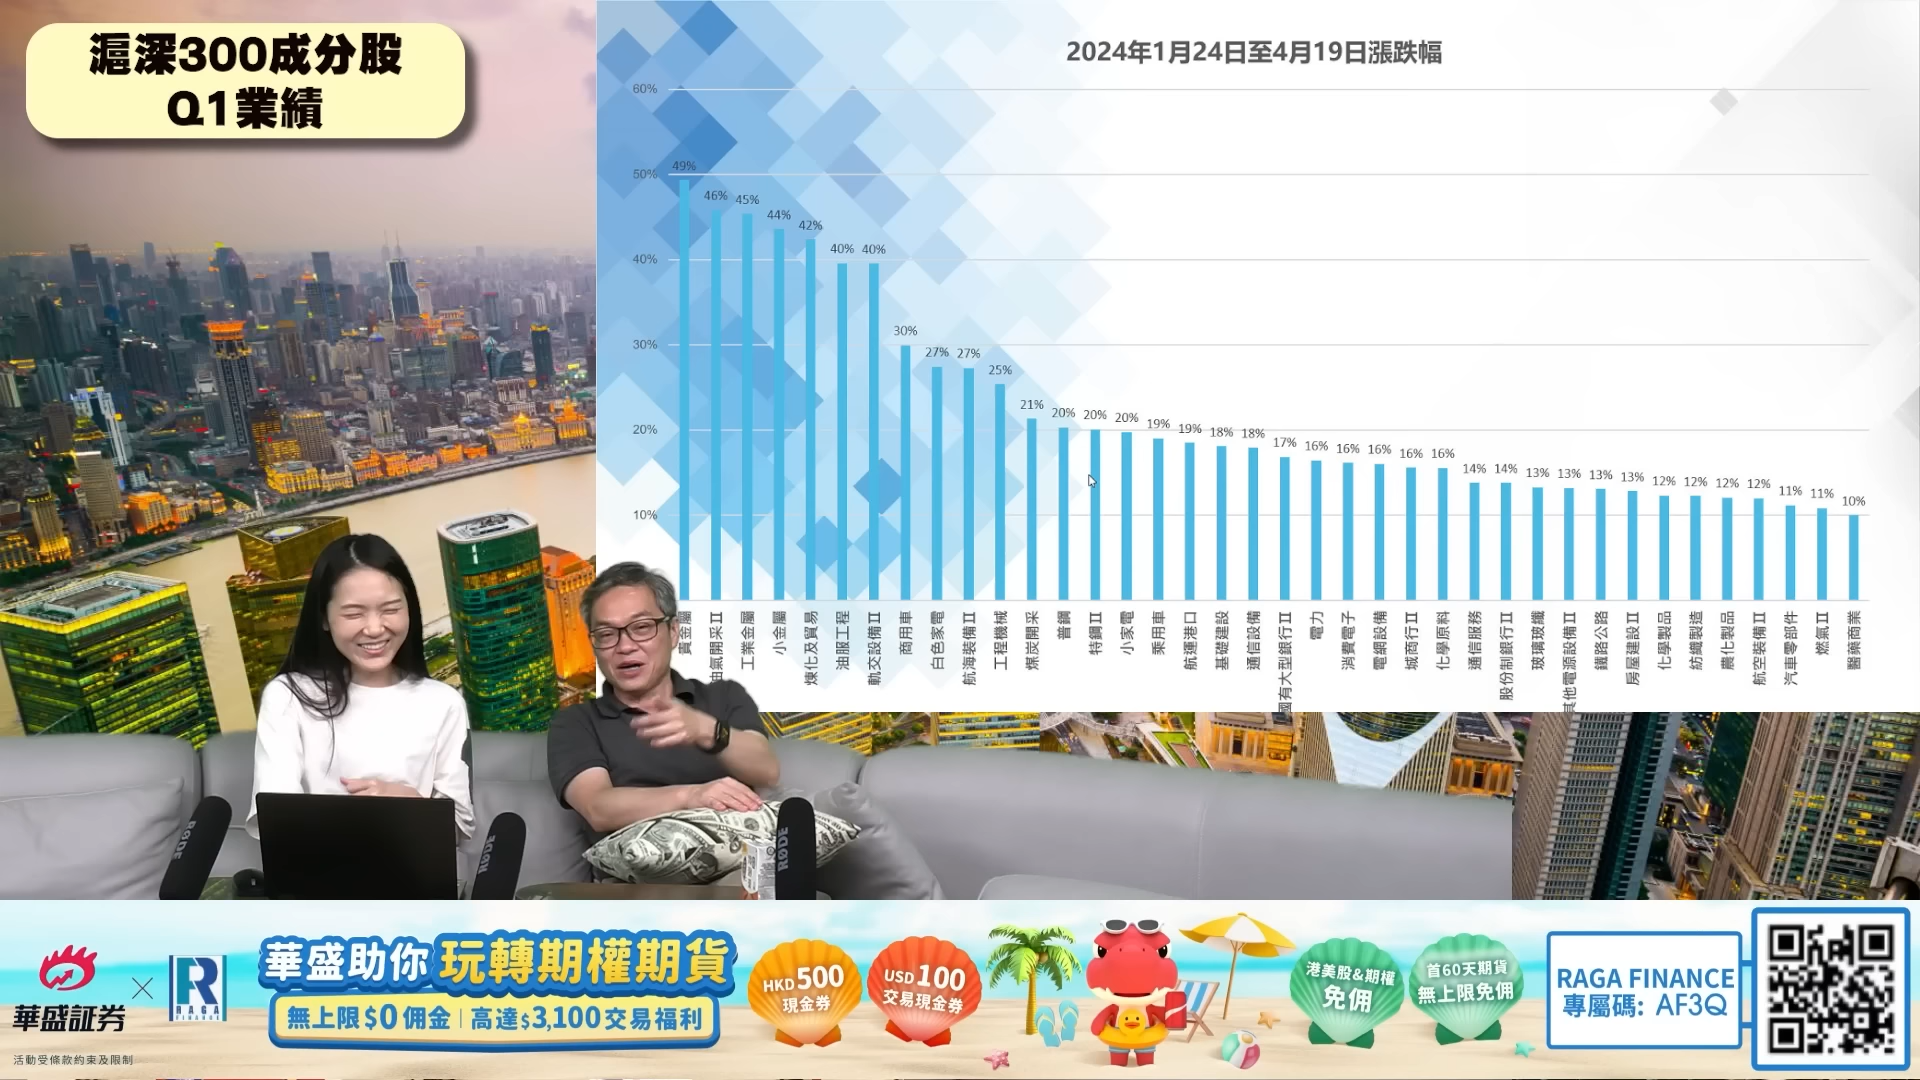 滬深300成分股
Q1業績
2024年1月24日至4月19日漲跌幅
60%
50%
40%
30%
20%
10%
49%
46%
45%
44%
42%
40%
40%
30%
27%
27%
25%
21%
20%
20%
20%
19%
19%
18%
18%
17%
16%
16%
16%
16%
16%
14%
14%
13%
13%
13%
13%
12%
12%
12%
12%
11%
11%
10%
貴金屬
油氣開采Ⅱ
工業金屬
小金屬
煉化及貿易
油服工程
軌交設備Ⅱ
商用車
白色家電
航海裝備Ⅱ
工程機械
煤炭開采
普鋼
特鋼Ⅱ
小家電
乘用車
航運港口
基礎建設
通信設備
國有大型銀行Ⅱ
電力
消費電子
電網設備
城商行Ⅱ
化學原料
通信服務
股份制銀行Ⅱ
玻璃玻纖
其他電源設備Ⅱ
鐵路公路
房屋建設Ⅱ
化學製品
紡織製造
農化製品
航空裝備Ⅱ
汽車零部件
燃氣Ⅱ
醫藥商業
RØDE
RØDE
RØDE
華盛証券
R
RAGA
FINANCE
華盛助你玩轉期權期貨
無上限$0佣金|高達$3,100交易福利
HKD500
現金券
USD100
交易現金券
港美股&期權
免佣
首60天期貨
無上限免佣
RAGA FINANCE
專屬碼: AF3Q
活動受條款約束及限制